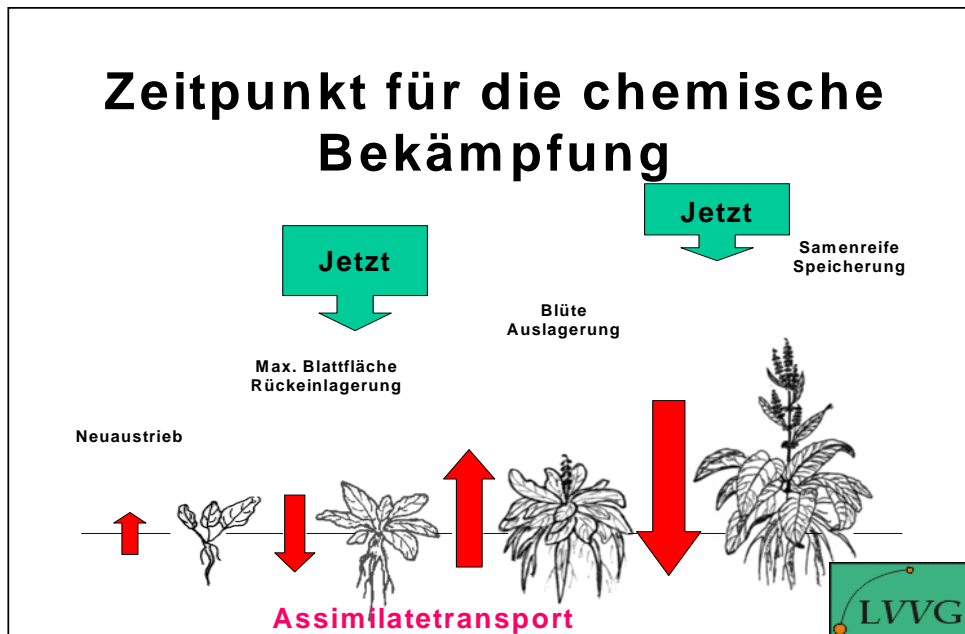 Zeitpunkt für die chemische
Bekämpfung
Jetzt
Jetzt
Samenreife
Speicherung
Blüte
Auslagerung
Max. Blattfläche
Rückeinlagerung
Neuaustrieb
Assimilatetransport
LVVG